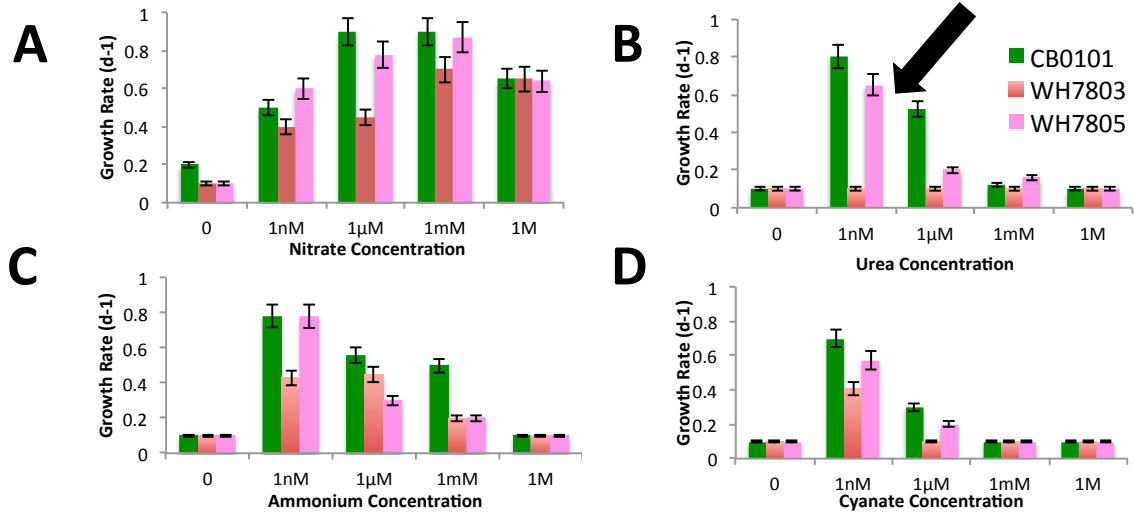 A
Growth Rate (d-1)
1
0.8
0.6
0.4
0.2
0
0 1nM 1µM 1mM 1M
Nitrate Concentration
B
Growth Rate (d-1)
1
0.8
0.6
0.4
0.2
0
0 1nM 1µM 1mM 1M
Urea Concentration
CB0101
WH7803
WH7805
C
Growth Rate (d-1)
1
0.8
0.6
0.4
0.2
0
0 1nM 1µM 1mM 1M
Ammonium Concentration
D
Growth Rate (d-1)
1
0.8
0.6
0.4
0.2
0
0 1nM 1µM 1mM 1M
Cyanate Concentration